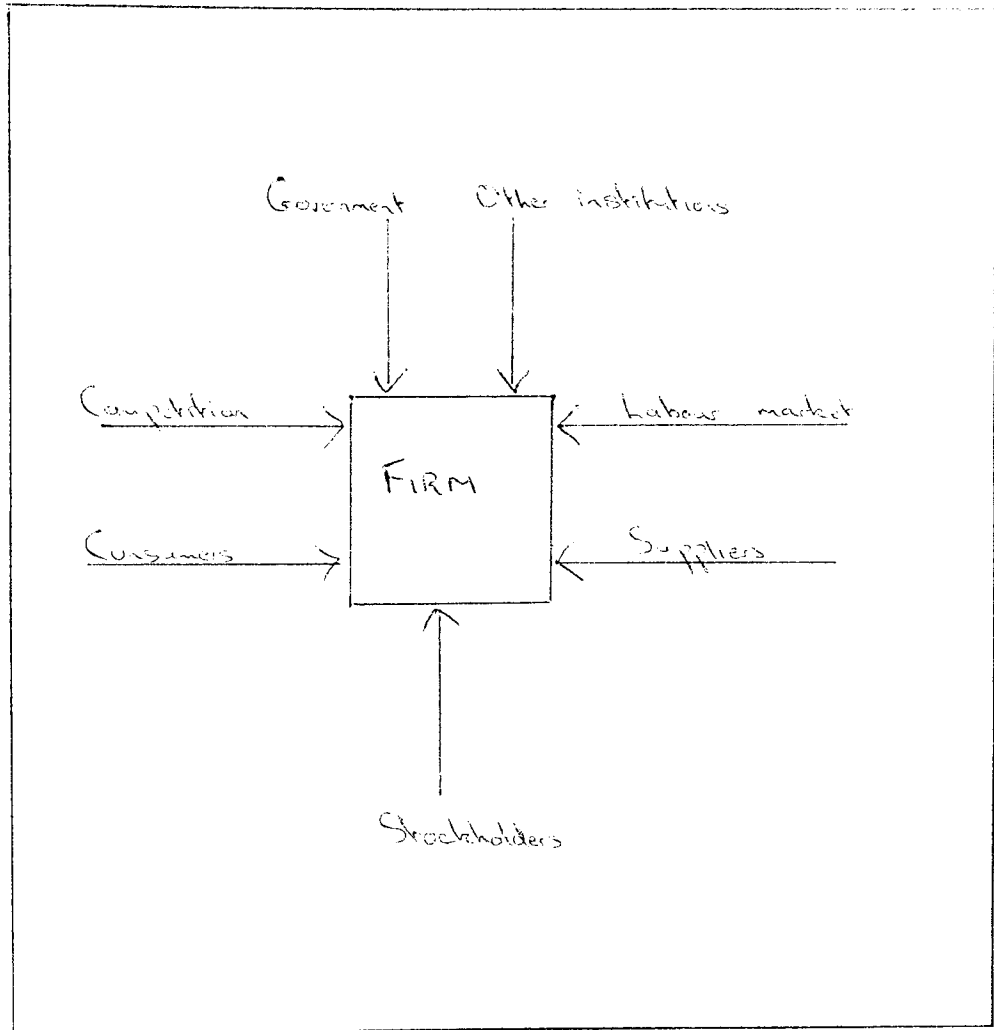 Government Other institutions
Competition Labour market
FIRM
Consumers Suppliers
Stockholders